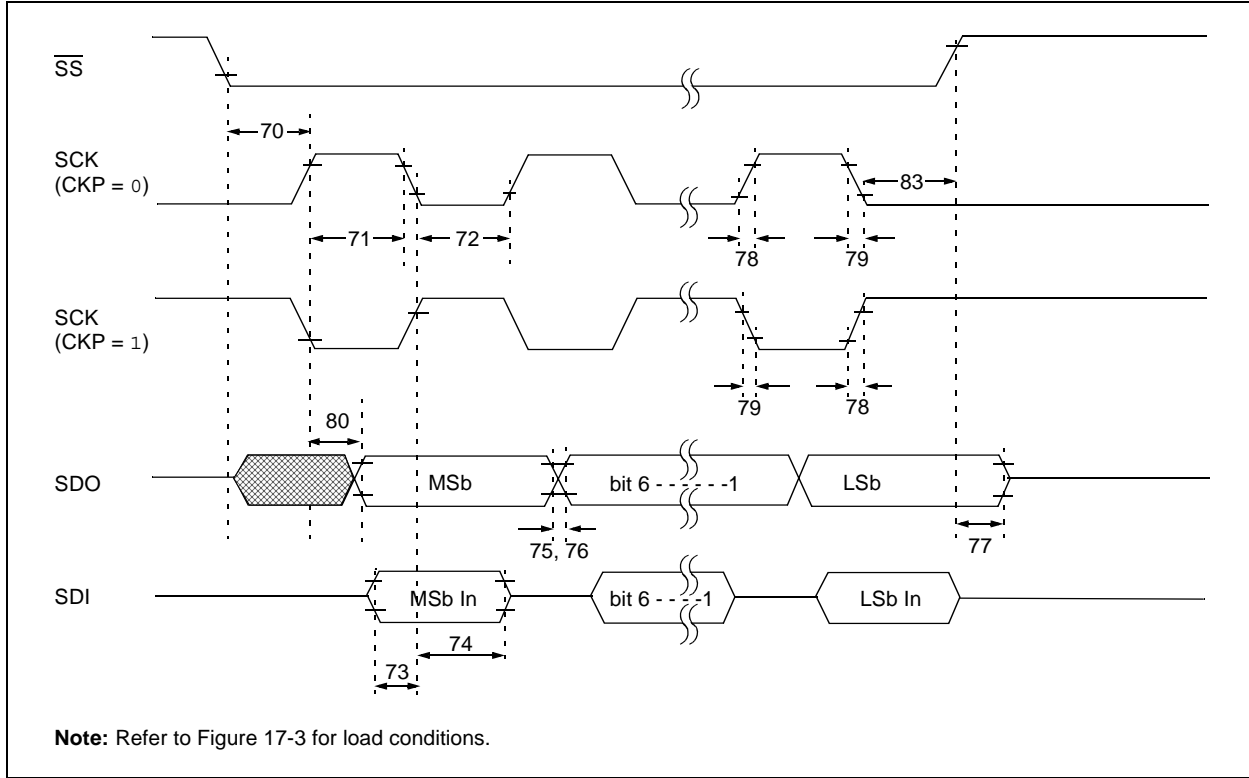 SS
70
SCK
(CKP = 0)
83
71
72
78
79
SCK
(CKP = 1)
79
78
80
SDO
MSb
bit 6 - - - - - -1
LSb
75, 76
77
SDI
MSb In
bit 6 - - - -1
LSb In
74
73
Note: Refer to Figure 17-3 for load conditions.